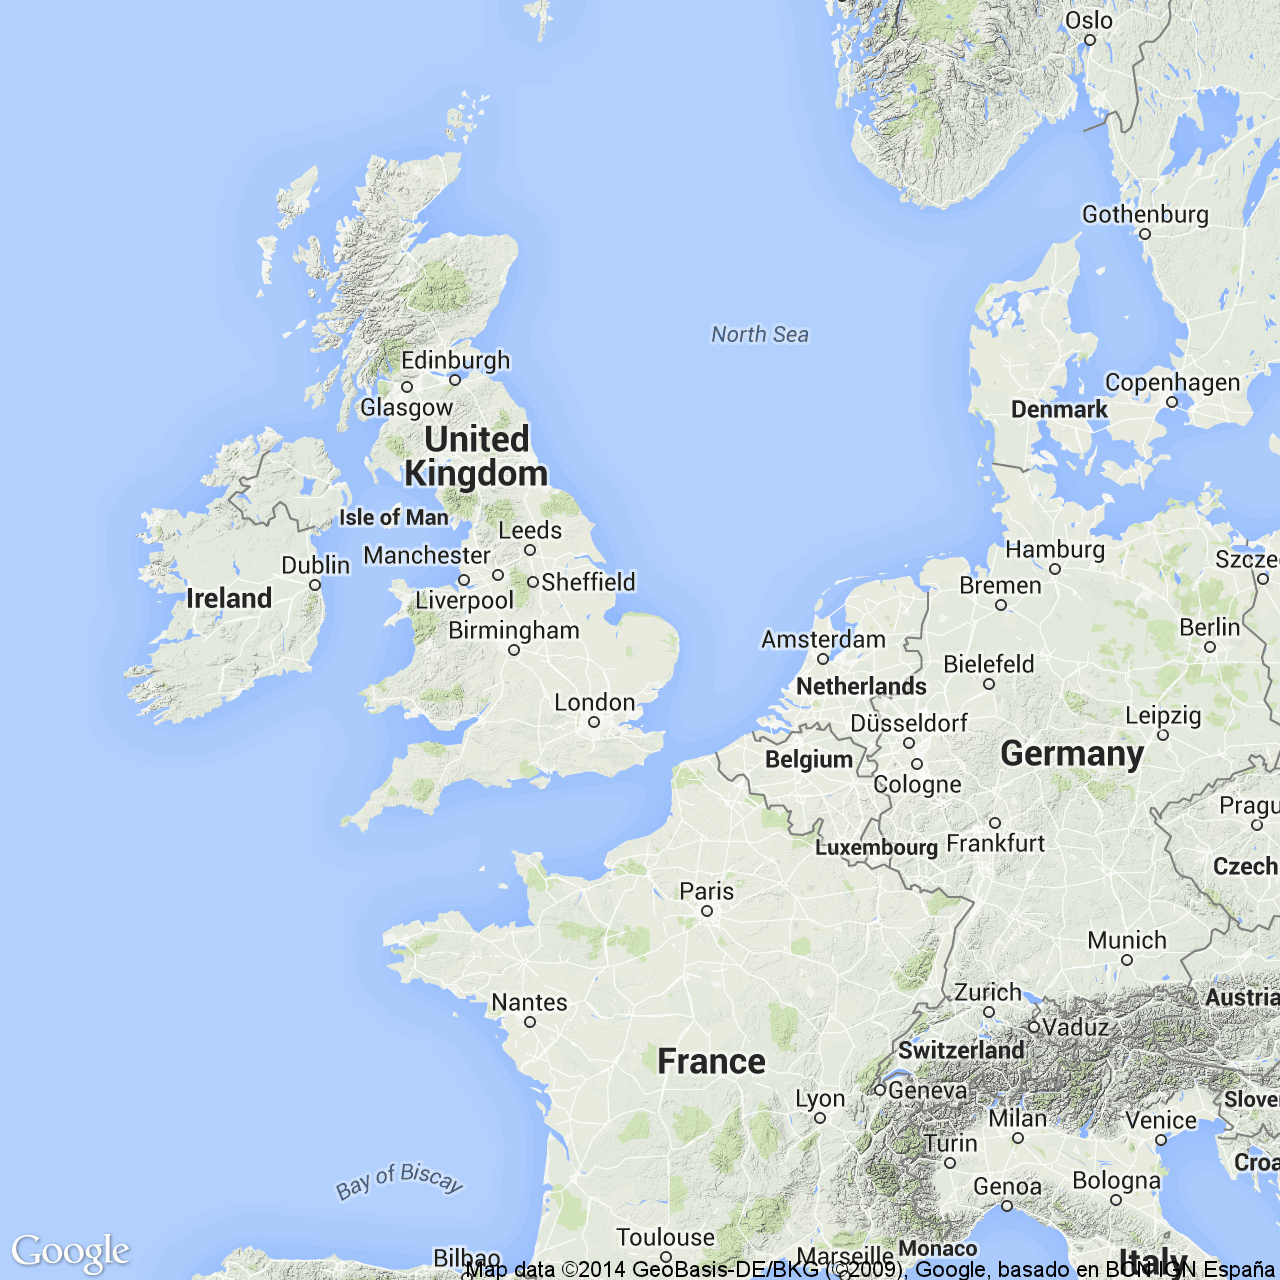 Oslo
Gothenburg
North Sea
Edinburgh
Copenhagen
Glasgow
Denmark
United
Kingdom
Isle of Man
Leeds
Hamburg
Manchester
Dublin
Szcze
Sheffield
Bremen
Ireland
Liverpool
Birmingham
Berlin
Amsterdam
Bielefeld
Netherlands
London
Leipzig
Düsseldorf
Germany
Belgium
Cologne
Pragu
Frankfurt
Luxembourg
Czech
Paris
Munich
Zurich
Austria
Nantes
Vaduz
Switzerland
France
Geneva
Slover
Lyon
Milan
Venice
Turin
Croa
Bay of Biscay
Bologna
Genoa
Toulouse
Monaco
Google
Bilbao
Marseille
Italy
Map data ©2014 GeoBasis-DE/BKG (©2009), Google, basado en BCN IGN España